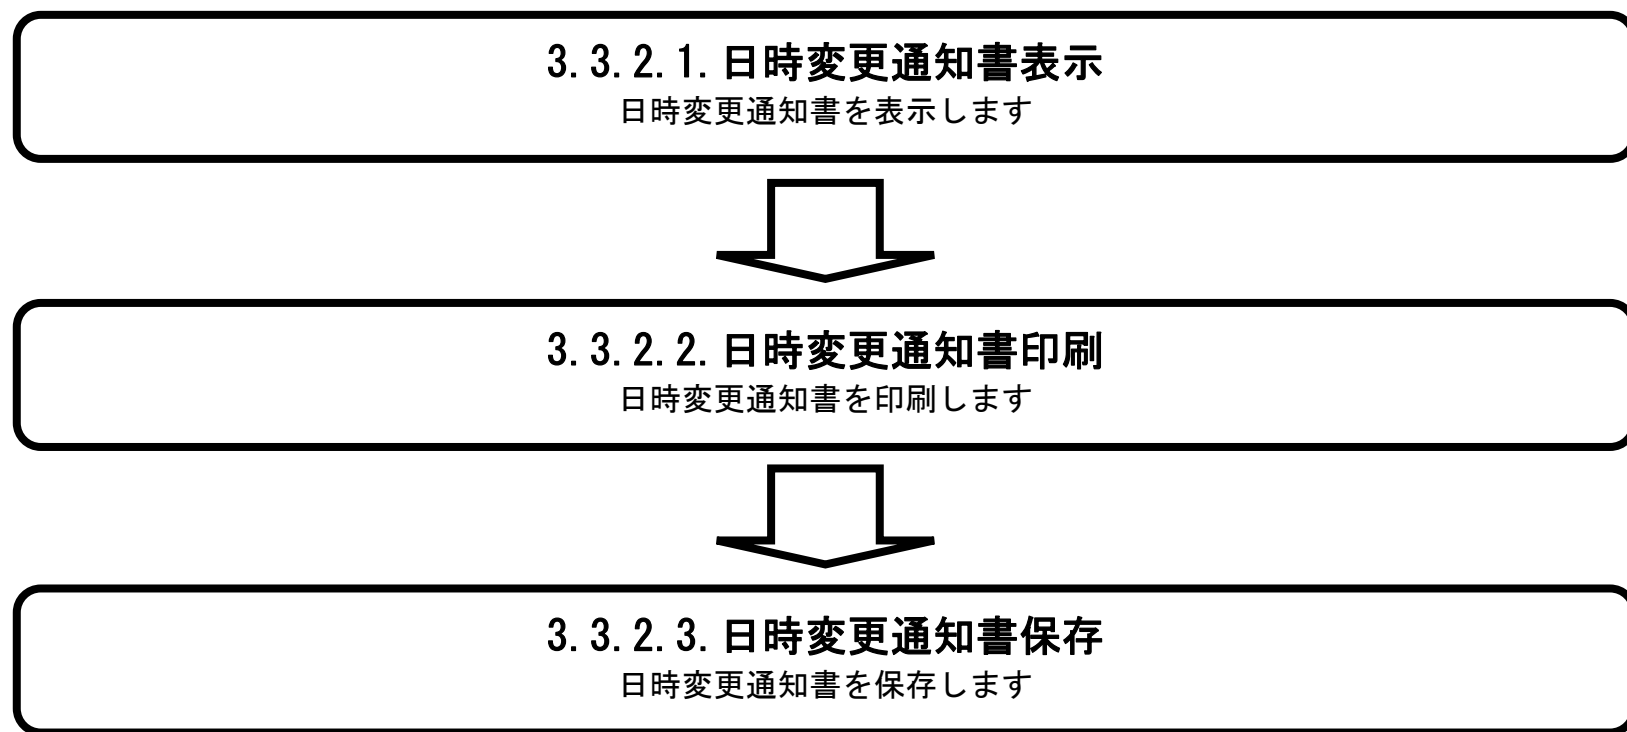 3.3.2.1.日時変更通知書表示
日時変更通知書を表示します
3.3.2.2.日時変更通知書印刷
日時変更通知書を印刷します
3.3.2.3.日時変更通知書保存
日時変更通知書を保存します